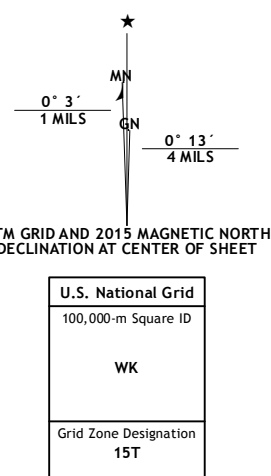 ★
MN
0° 3´
1 MILS
GN
0° 13´
4 MILS
TM GRID AND 2015 MAGNETIC NORTH
DECLINATION AT CENTER OF SHEET
U.S. National Grid
100,000-m Square ID
WK
Grid Zone Designation
15T